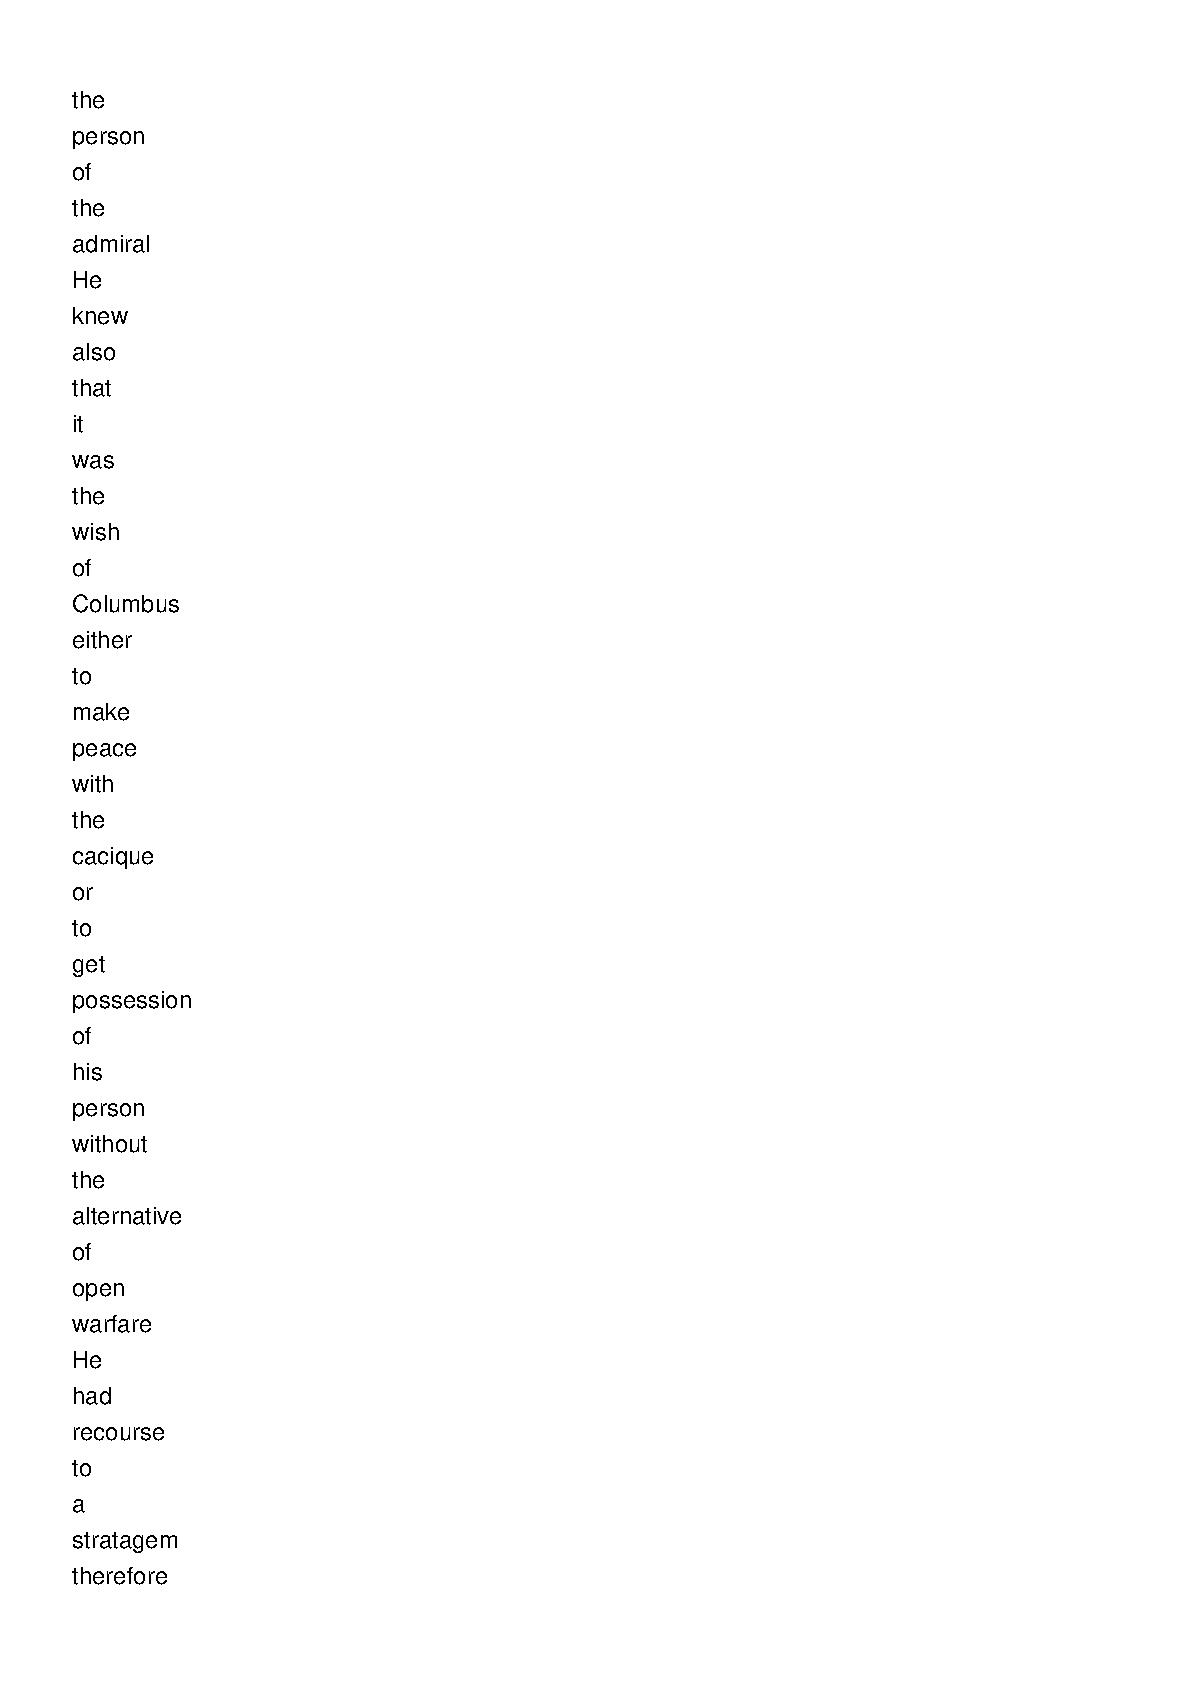 the
person
of
the
admiral
He
knew
also
that
it
was
the
wish
of
Columbus
either
to
make
peace
with
the
cacique
or
to
get
possession
of
his
person
without
the
alternative
of
open
warfare
He
had
recourse
to
a
stratagem
therefore